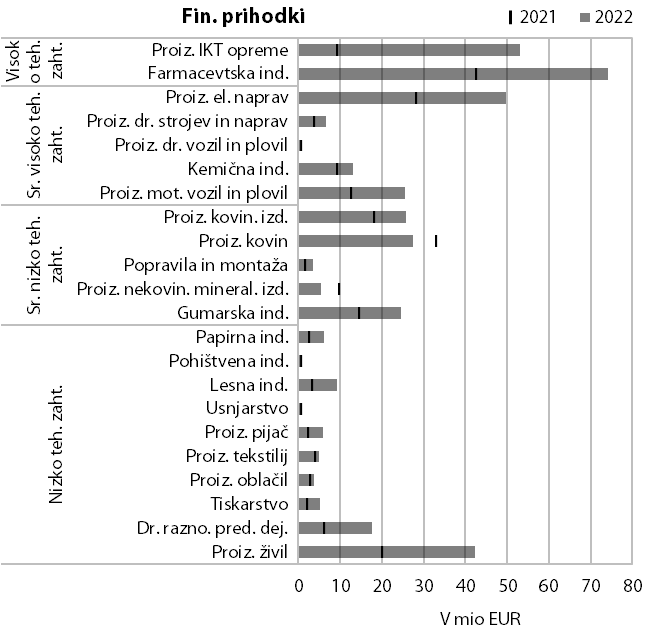 Fin. prihodki
2021
2022
Visok
o teh.
zaht.
Proiz. IKT opreme
Farmacevtska ind.
Sr. visoko teh.
zaht.
Proiz. el. naprav
Proiz. dr. strojev in naprav
Proiz. dr. vozil in plovil
Kemična ind.
Proiz. mot. vozil in plovil
Sr. nizko teh.
zaht.
Proiz. kovin. izd.
Proiz. kovin
Popravila in montaža
Proiz. nekovin. mineral. izd.
Gumarska ind.
Nizko teh. zaht.
Papirna ind.
Pohištvena ind.
Lesna ind.
Usnjarstvo
Proiz. pijač
Proiz. tekstilij
Proiz. oblačil
Tiskarstvo
Dr. razno. pred. dej.
Proiz. živil
0 10 20 30 40 50 60 70 80
V mio EUR